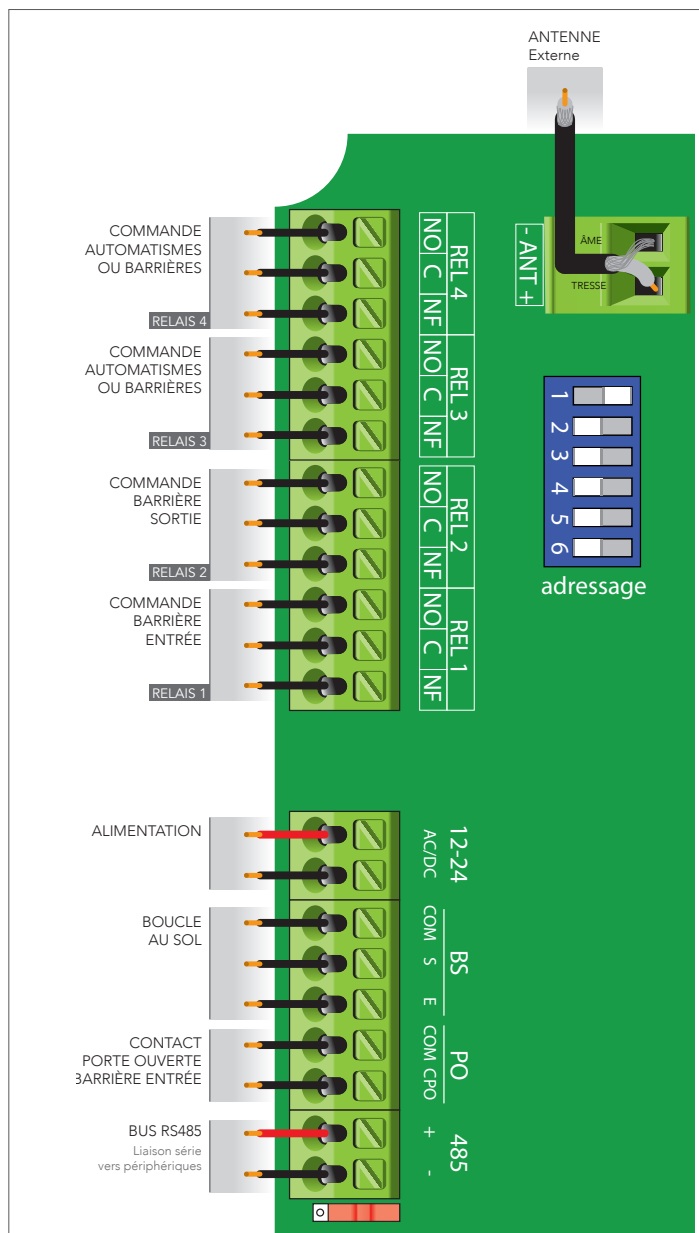 ANTENNE
Externe
- ANT +
ÂME
TRESSE
COMMANDE
AUTOMATISMES
OU BARRIÈRES
RELAIS 4
REL 4
NO C NF
COMMANDE
AUTOMATISMES
OU BARRIÈRES
RELAIS 3
REL 3
NO C NF
COMMANDE
BARRIÈRE
SORTIE
RELAIS 2
REL 2
NO C NF
COMMANDE
BARRIÈRE
ENTRÉE
RELAIS 1
REL 1
NO C NF
1
2
3
4
5
6
adressage
ALIMENTATION
12-24
AC/DC
BOUCLE
AU SOL
BS
COM S E
CONTACT
PORTE OUVERTE
BARRIÈRE ENTRÉE
PO
COM CPO
BUS RS485
Liaison série
vers périphériques
485
+ -